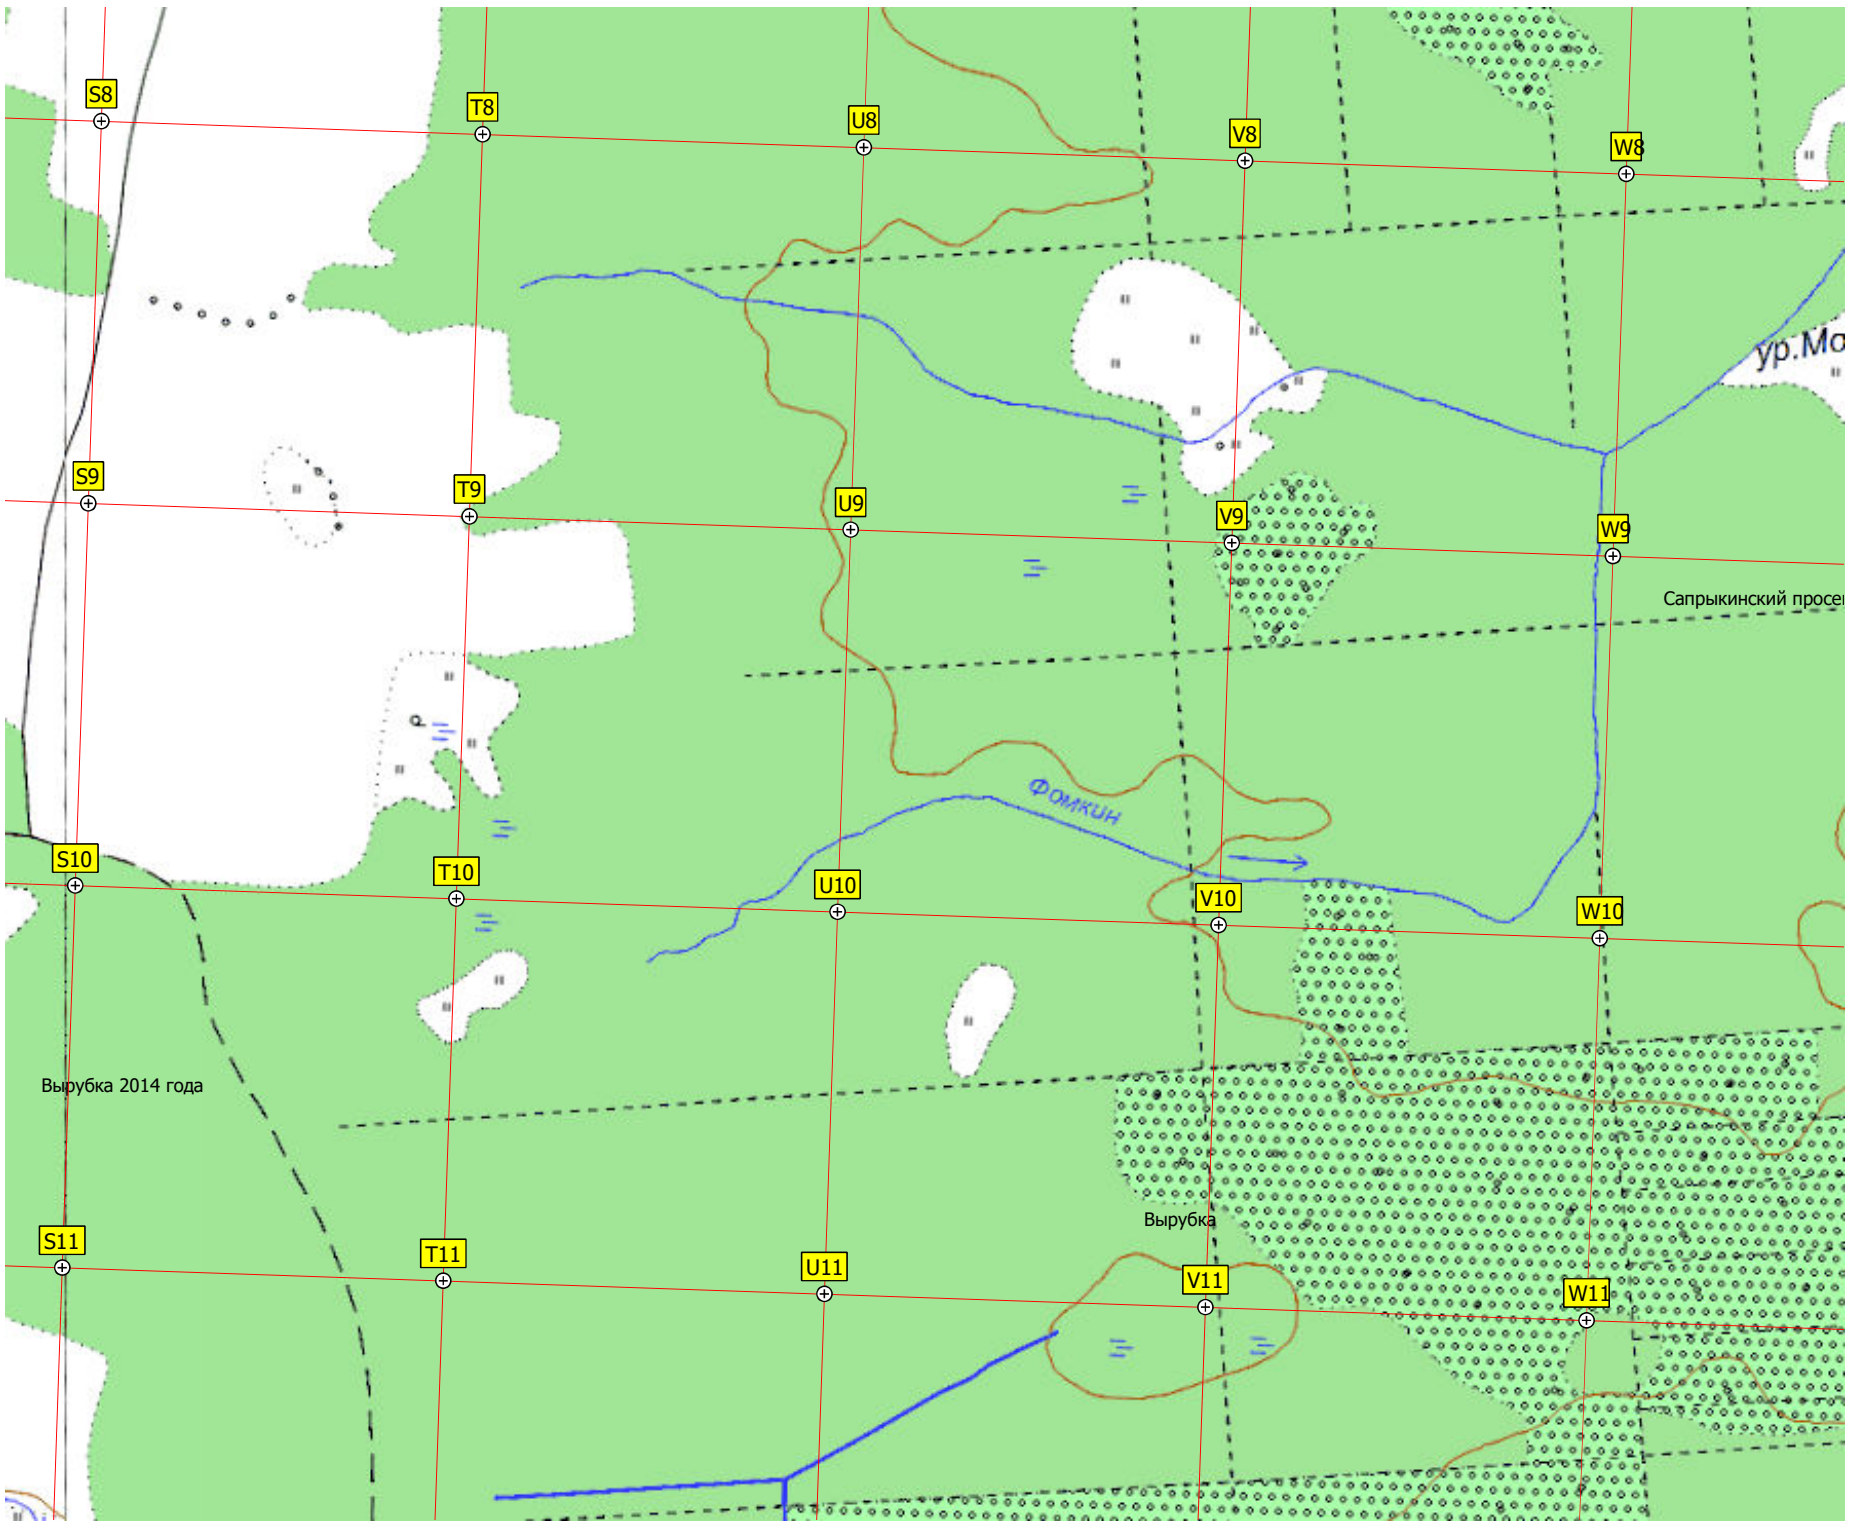 S8
T8
U8
V8
W8
ур.Мо
S9
T9
U9
V9
W9
Сапрыкинский просе
Фомкин
S10
T10
U10
V10
W10
Вырубка 2014 года
Вырубка
S11
T11
U11
V11
W11